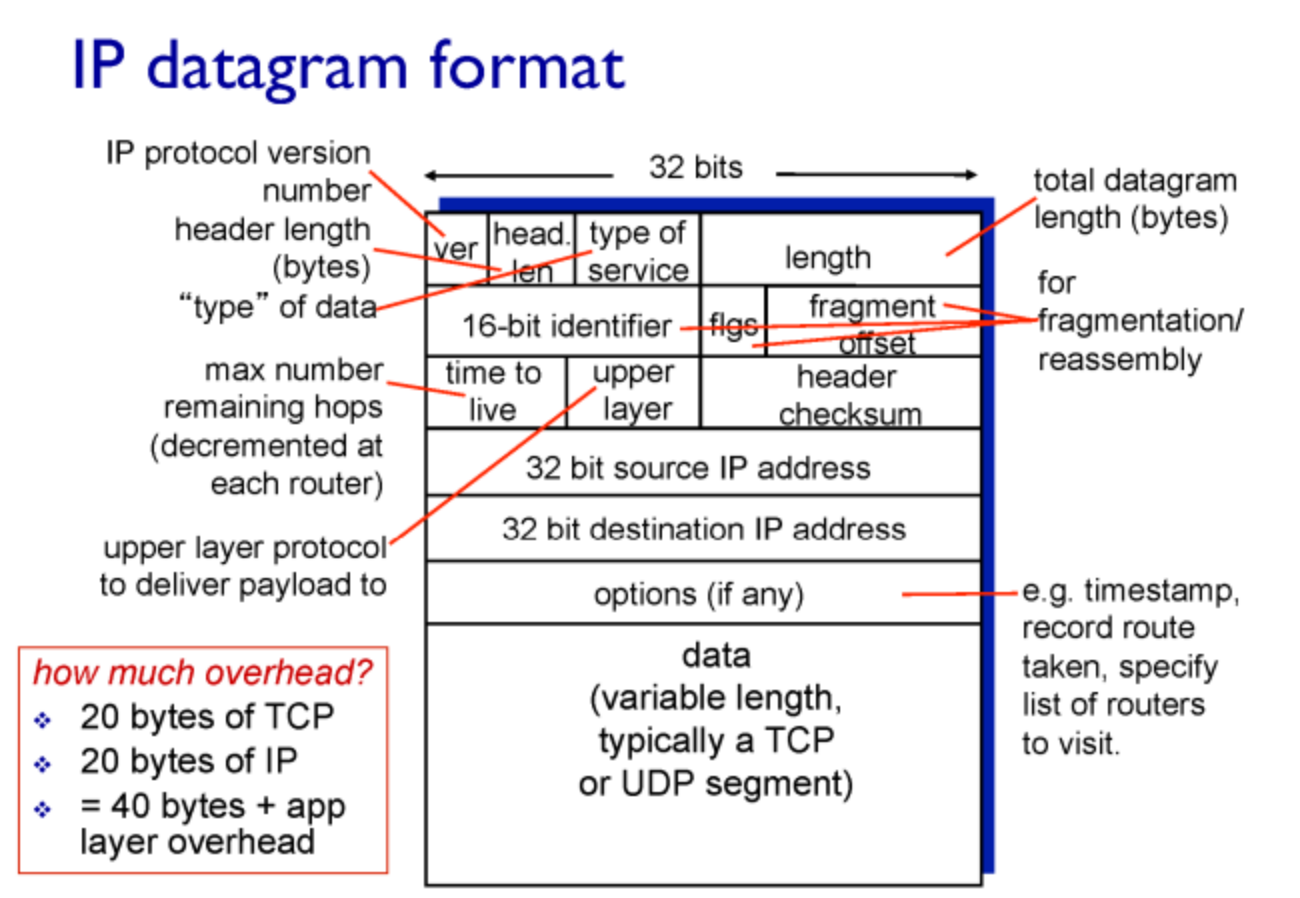 IP datagram format
IP protocol version
number
header length
(bytes)
“type” of data
max number
remaining hops
(decremented at
each router)
upper layer protocol
to deliver payload to
how much overhead?
❖ 20 bytes of TCP
❖ 20 bytes of IP
❖ = 40 bytes + app
layer overhead
32 bits
ver
head.
len
type of
service
length
16-bit identifier
flgs
fragment
offset
time to
live
upper
layer
header
checksum
32 bit source IP address
32 bit destination IP address
options (if any)
data
(variable length,
typically a TCP
or UDP segment)
total datagram
length (bytes)
for
fragmentation/
reassembly
e.g. timestamp,
record route
taken, specify
list of routers
to visit.